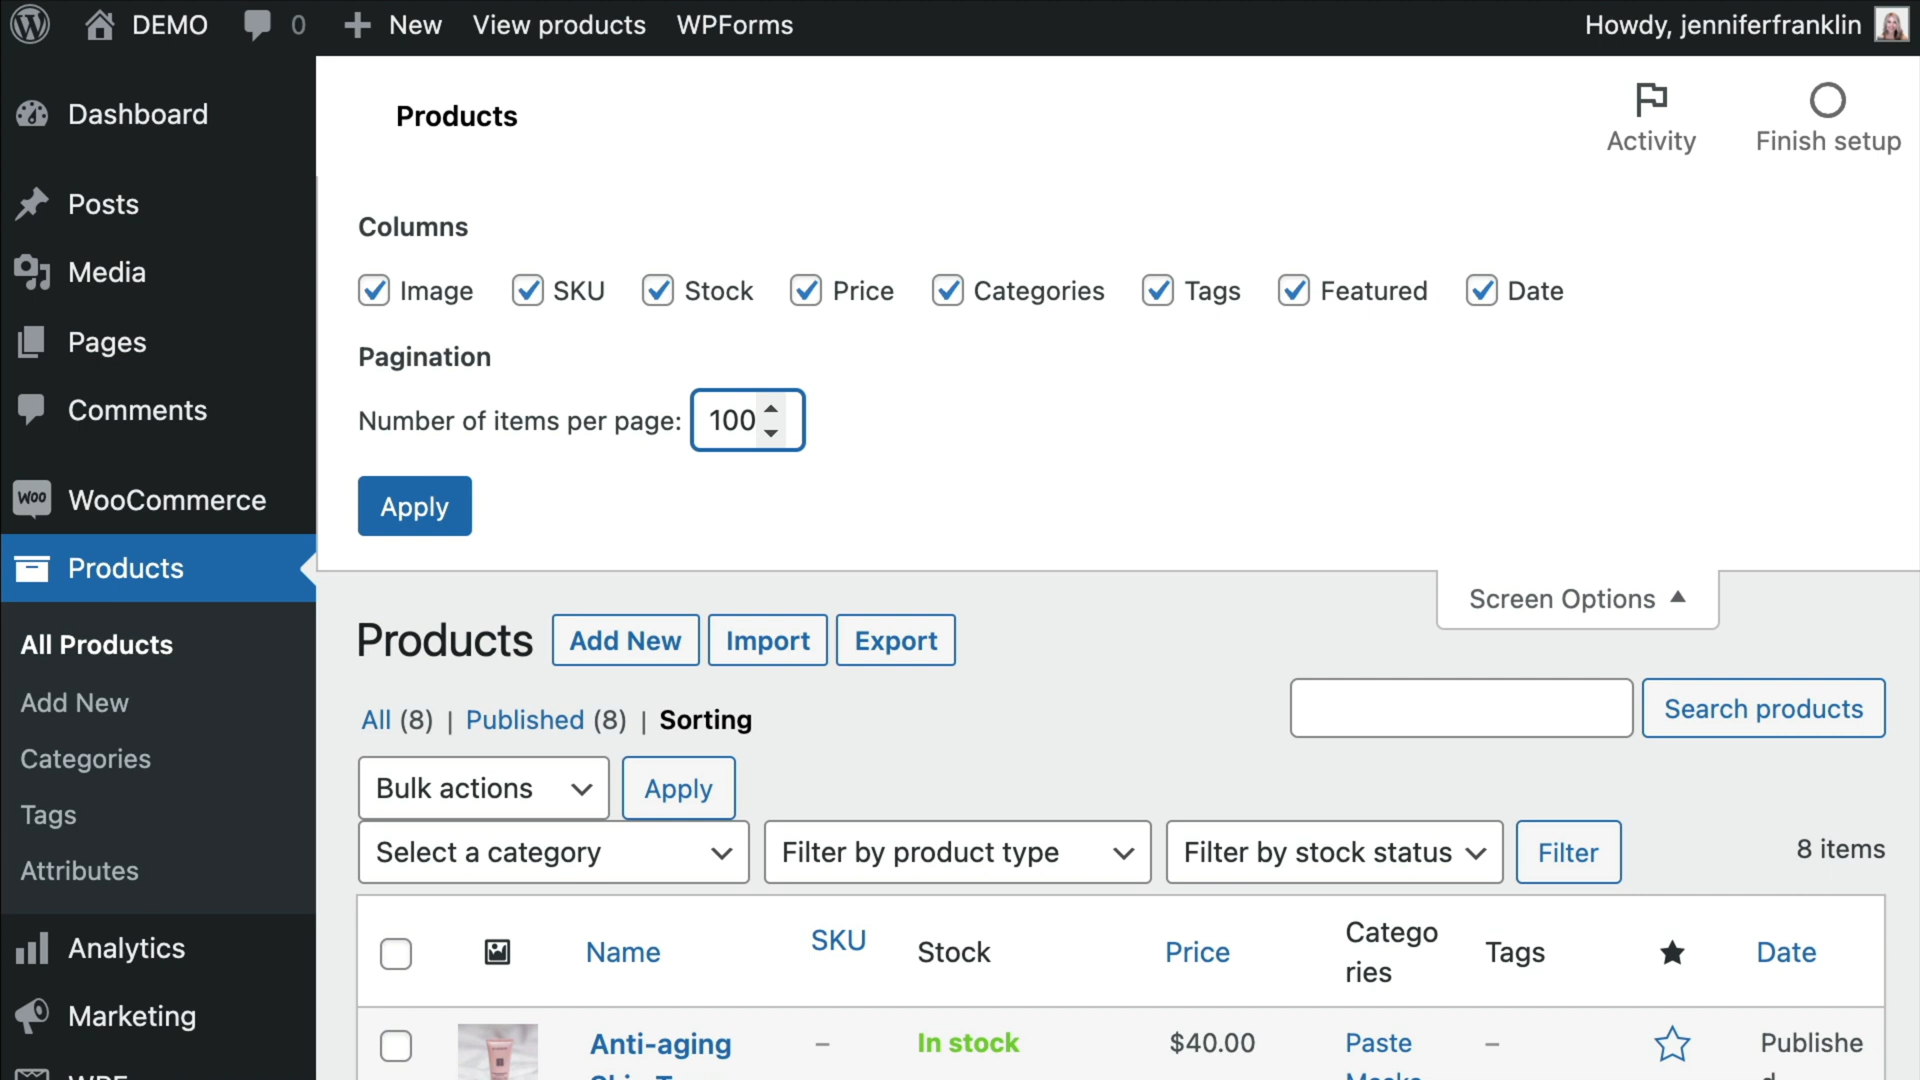 DEMO 0 New View products WPForms Howdy, jenniferfranklin
Dashboard
Posts
Media
Pages
Comments
Woo WooCommerce
Products
All Products
Add New
Categories
Tags
Attributes
Analytics
Marketing
Products
Activity Finish setup
Columns
Image SKU Stock Price Categories Tags Featured Date
Pagination
Number of items per page: 100
Apply
Screen Options
Products Add New Import Export
All (8) | Published (8) | Sorting
Search products
Bulk actions Apply
Select a category Filter by product type Filter by stock status Filter 8 items
Name SKU Stock Price Catego
ries Tags Date
Anti-aging – In stock $40.00 Paste – Publishe